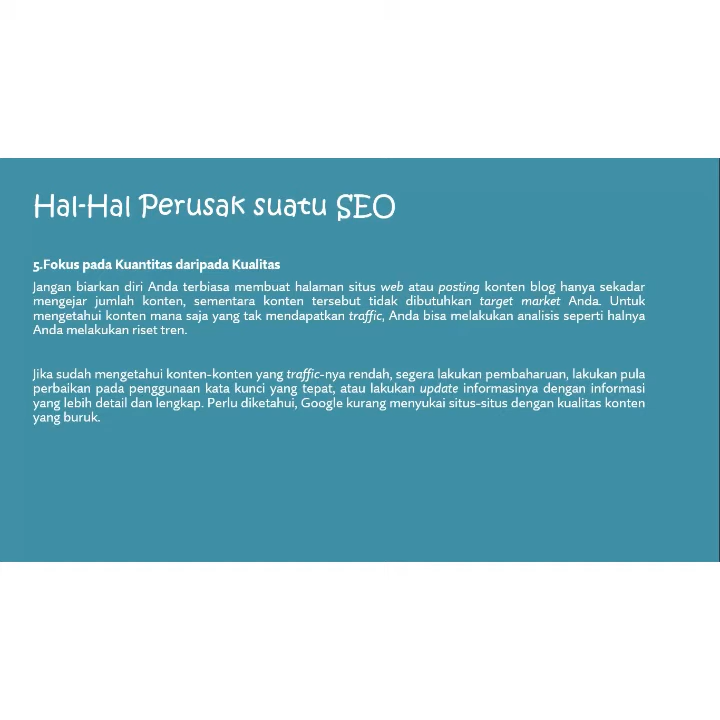 Hal-Hal Perusak suatu SEO
5.Fokus pada Kuantitas daripada Kualitas
Jangan biarkan diri Anda terbiasa membuat halaman situs web atau posting konten blog hanya sekadar
mengejar jumlah konten, sementara konten tersebut tidak dibutuhkan target market Anda. Untuk
mengetahui konten mana saja yang tak mendapatkan traffic, Anda bisa melakukan analisis seperti halnya
Anda melakukan riset tren.
Jika sudah mengetahui konten-konten yang traffic-nya rendah, segera lakukan pembaharuan, lakukan pula
perbaikan pada penggunaan kata kunci yang tepat, atau lakukan update informasinya dengan informasi
yang lebih detail dan lengkap. Perlu diketahui, Google kurang menyukai situs-situs dengan kualitas konten
yang buruk.